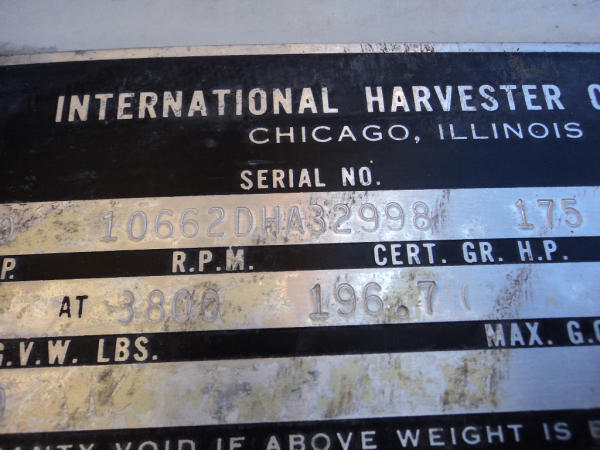 INTERNATIONAL HARVESTER
CHICAGO, ILLINOIS
SERIAL NO.
10662DHA32998 175
P. R.P.M. CERT. GR. H.P.
AT 3800 196.7
G.V.W. LBS. MAX. G.C
VOID IF ABOVE WEIGHT IS